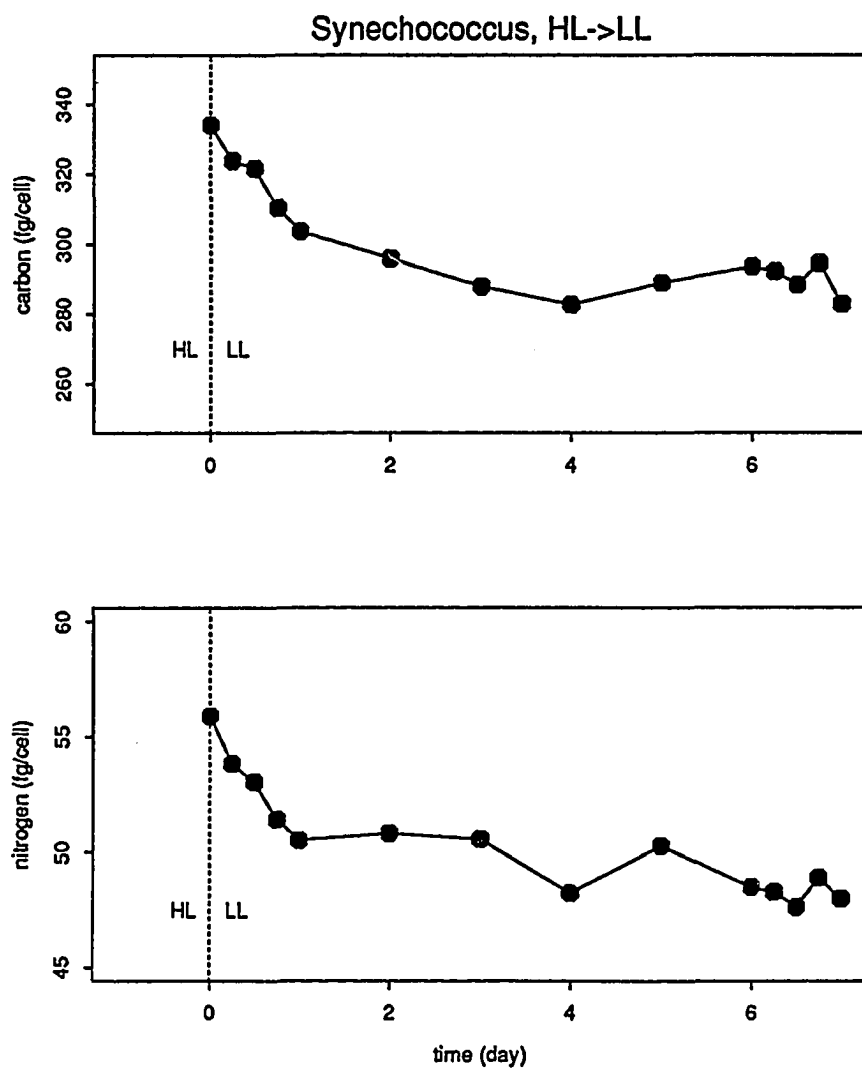 Synechococcus, HL->LL
carbon (fg/cell)
340
320
300
280
260
HL LL
0 2 4 6
nitrogen (fg/cell)
60
55
50
45
HL LL
0 2 4 6
time (day)